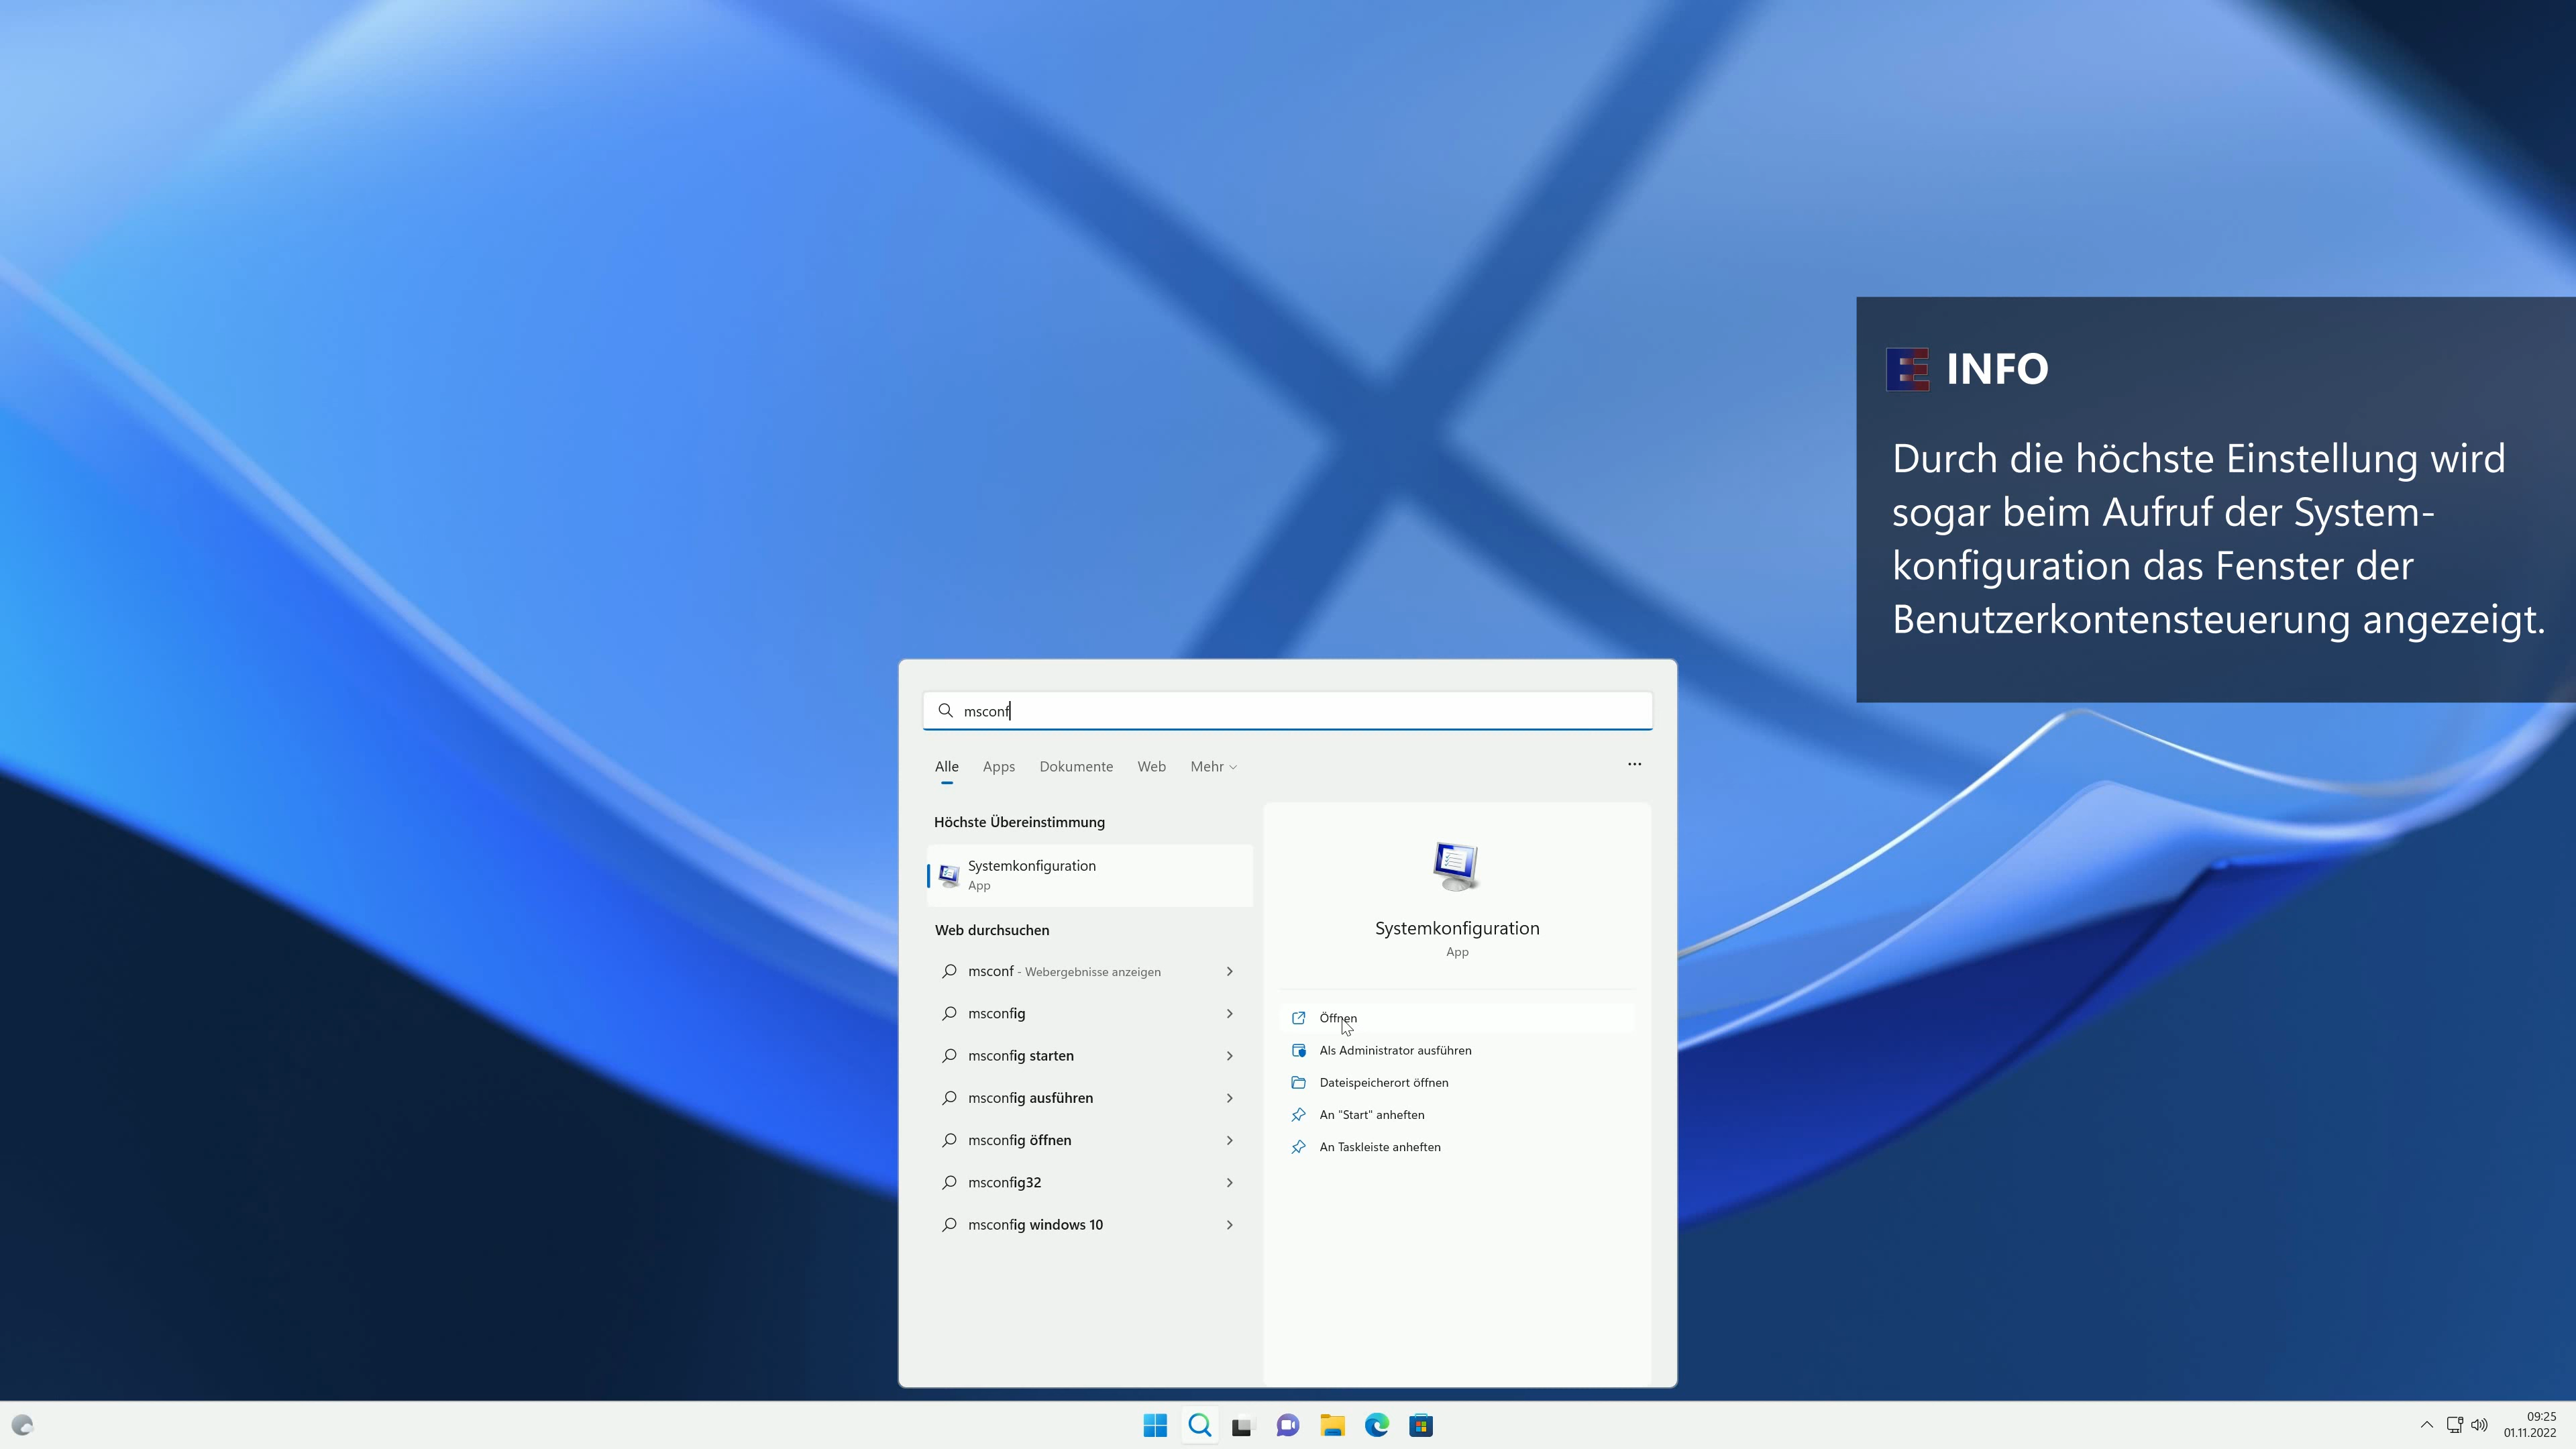 INFO
Durch die höchste Einstellung wird
sogar beim Aufruf der System-
konfiguration das Fenster der
Benutzerkontensteuerung angezeigt.
msconf
Alle Apps Dokumente Web Mehr
Höchste Übereinstimmung
Systemkonfiguration
App
Web durchsuchen
msconf - Webergebnisse anzeigen
msconfig
msconfig starten
msconfig ausführen
msconfig öffnen
msconfig32
msconfig windows 10
Systemkonfiguration
App
Öffnen
Als Administrator ausführen
Dateispeicherort öffnen
An "Start" anheften
An Taskleiste anheften
09:25
01.11.2022